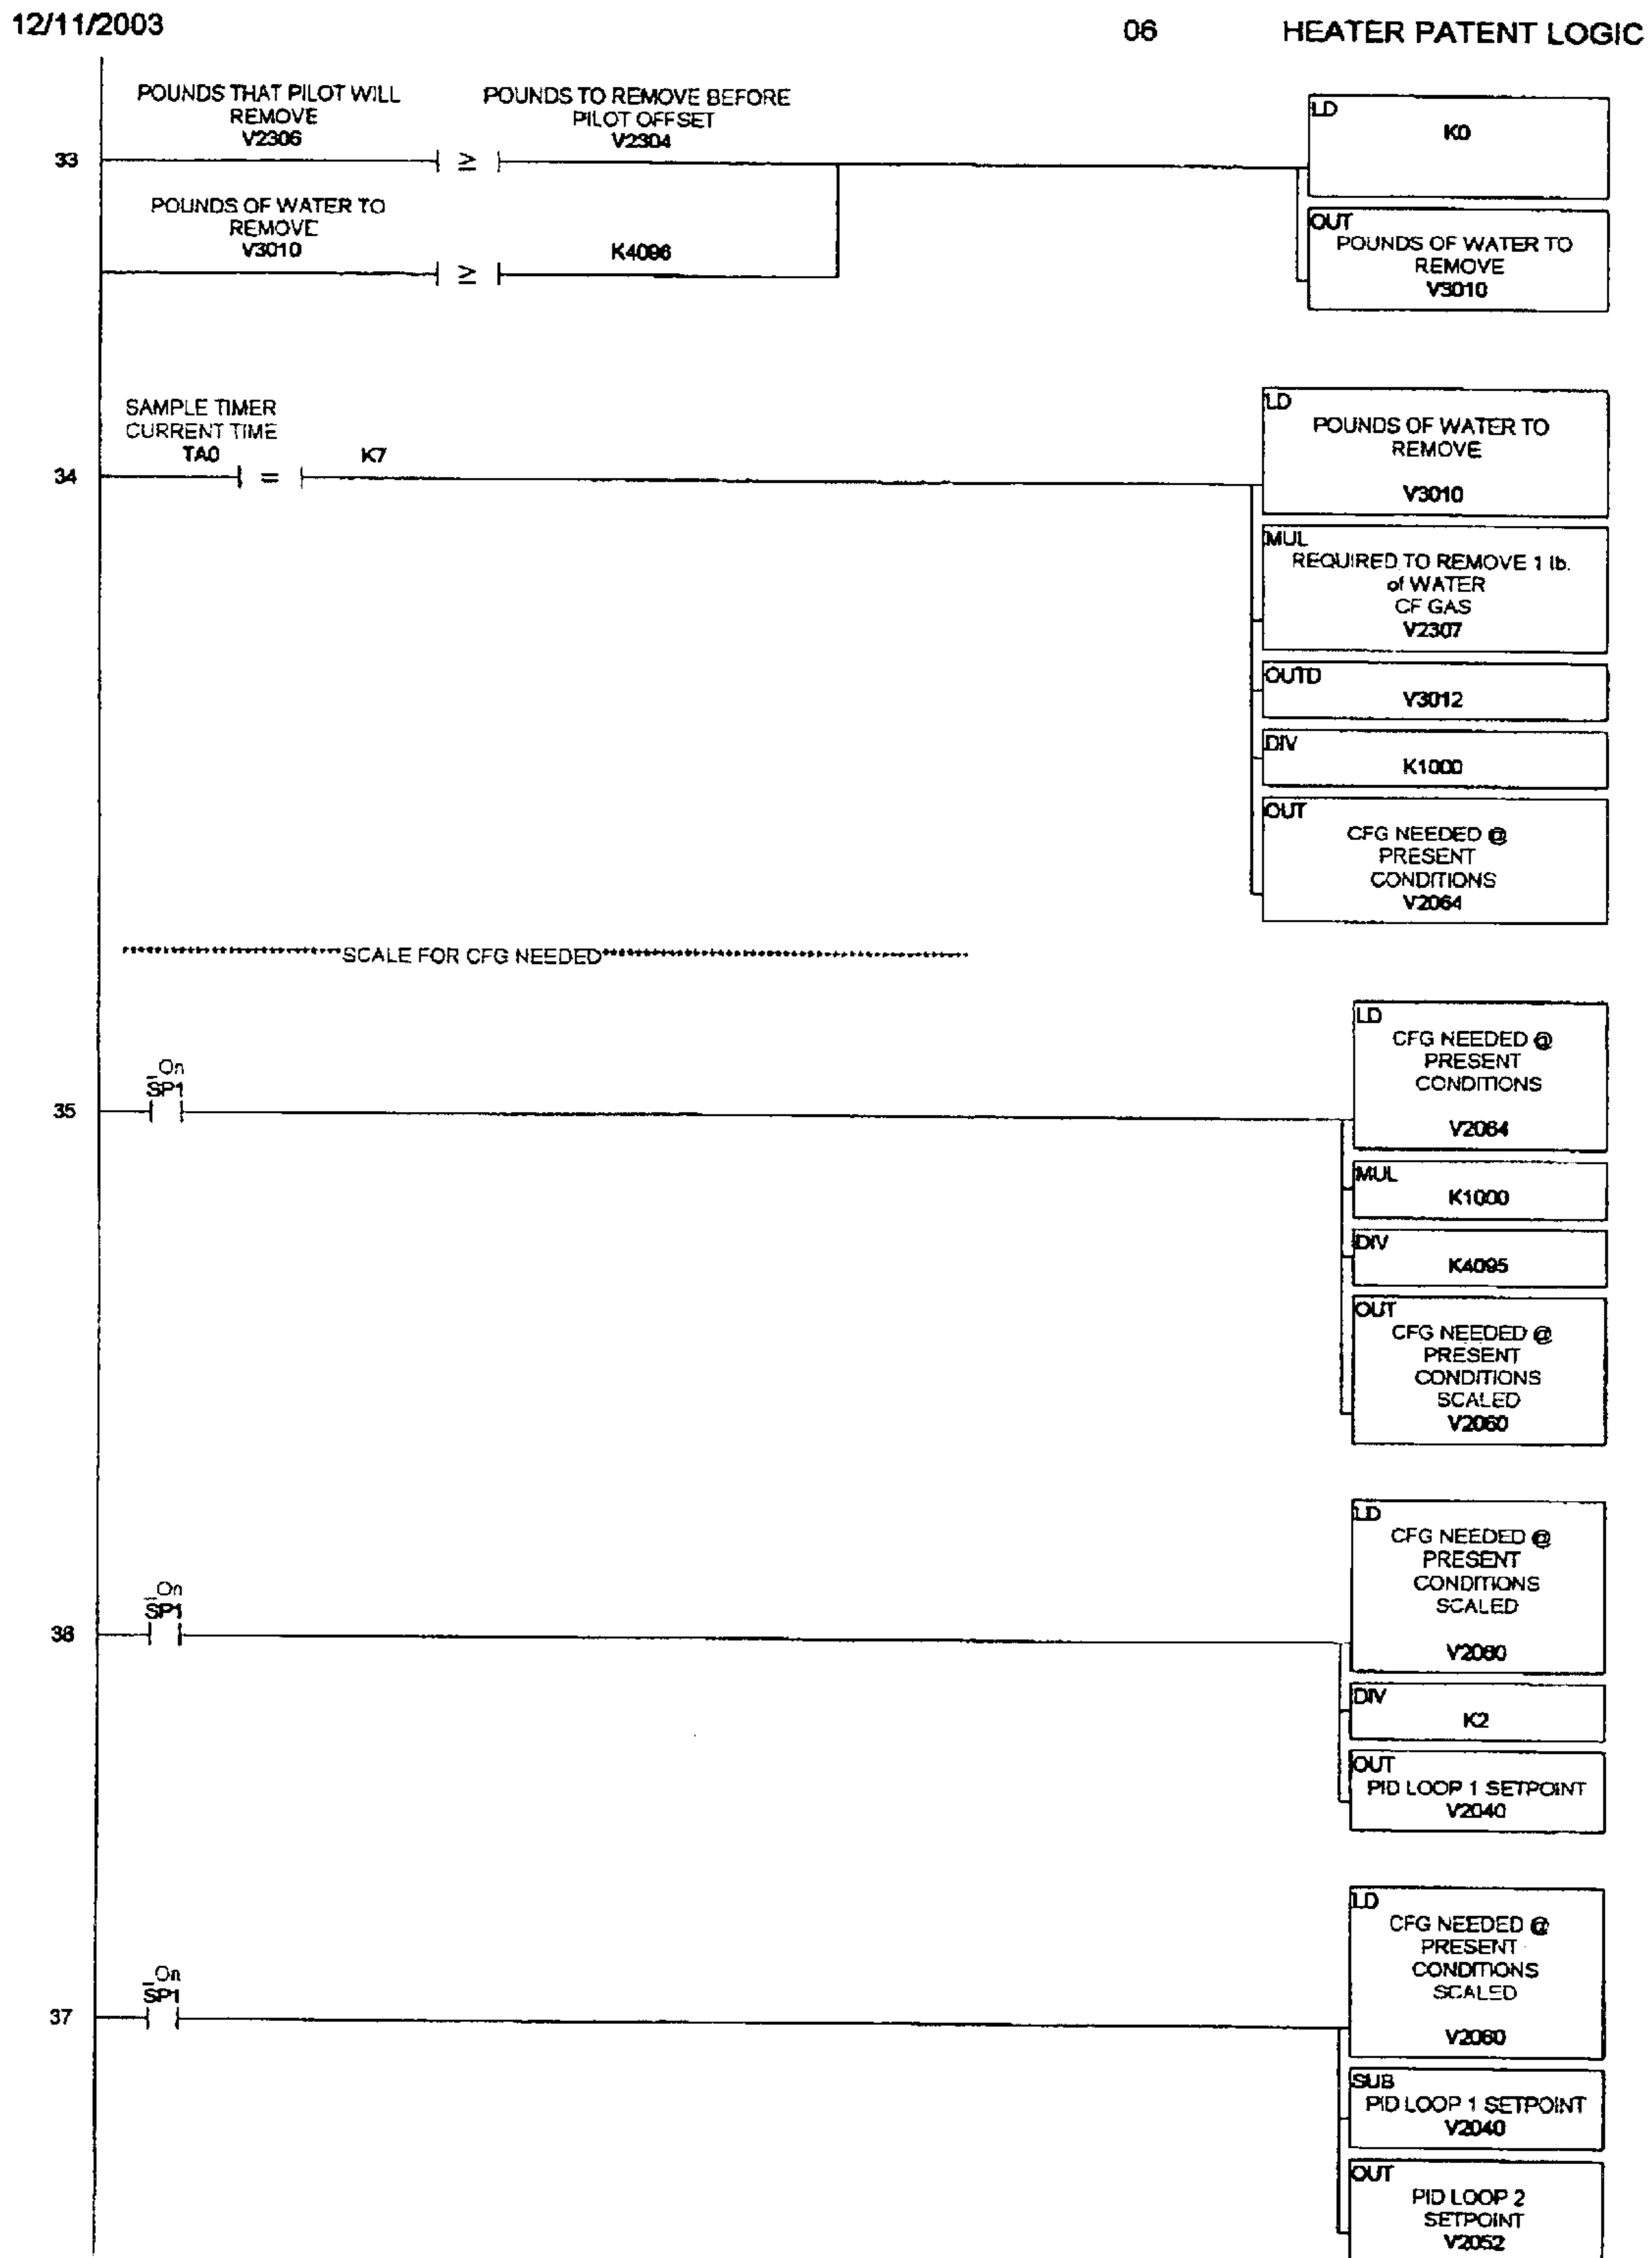 12/11/2003 06 HEATER PATENT LOGIC
POUNDS THAT PILOT WILL
REMOVE
V2306
POUNDS TO REMOVE BEFORE
PILOT OFFSET
V2304
33
≥
LD
K0
POUNDS OF WATER TO
REMOVE
V3010
≥
K4096
OUT
POUNDS OF WATER TO
REMOVE
V3010
SAMPLE TIMER
CURRENT TIME
TA0
K7
34
=
LD
POUNDS OF WATER TO
REMOVE
V3010
MUL
REQUIRED TO REMOVE 1 lb.
of WATER
CF GAS
V2307
OUTD
V3012
DIV
K1000
OUT
CFG NEEDED @
PRESENT
CONDITIONS
V2064
************************SCALE FOR CFG NEEDED****************************************
35
_On
SP1
LD
CFG NEEDED @
PRESENT
CONDITIONS
V2064
MUL
K1000
DIV
K4095
OUT
CFG NEEDED @
PRESENT
CONDITIONS
SCALED
V2060
36
_On
SP1
LD
CFG NEEDED @
PRESENT
CONDITIONS
SCALED
V2060
DIV
K2
OUT
PID LOOP 1 SETPOINT
V2040
37
_On
SP1
LD
CFG NEEDED @
PRESENT
CONDITIONS
SCALED
V2060
SUB
PID LOOP 1 SETPOINT
V2040
OUT
PID LOOP 2
SETPOINT
V2052